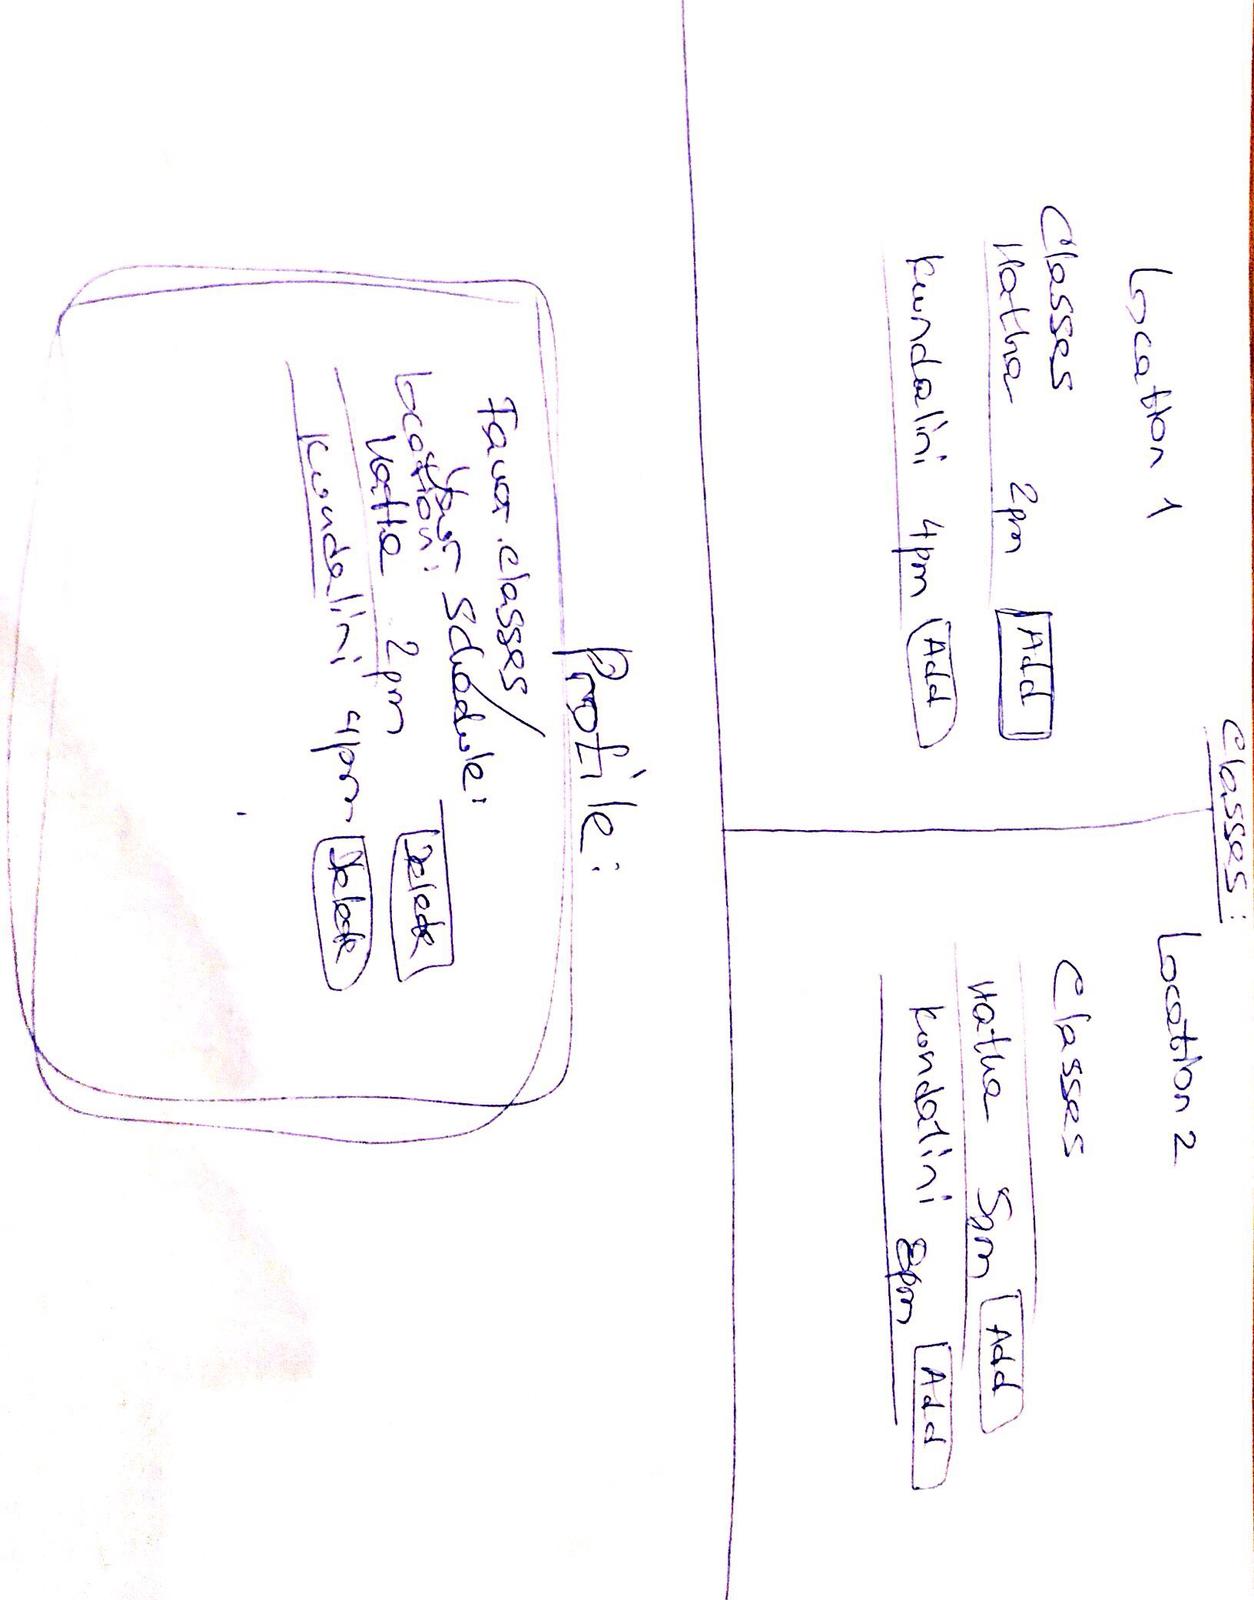 Classes:
Location 1
Classes
Hatha 2pm Add
Kundalini 4pm Add
Location 2
Classes
Hatha 5pm Add
Kundalini 8pm Add
Profile:
Favor. classes/
Your Schedule:
Location:
Hatha 2pm Delete
Kundalini 4pm Delete